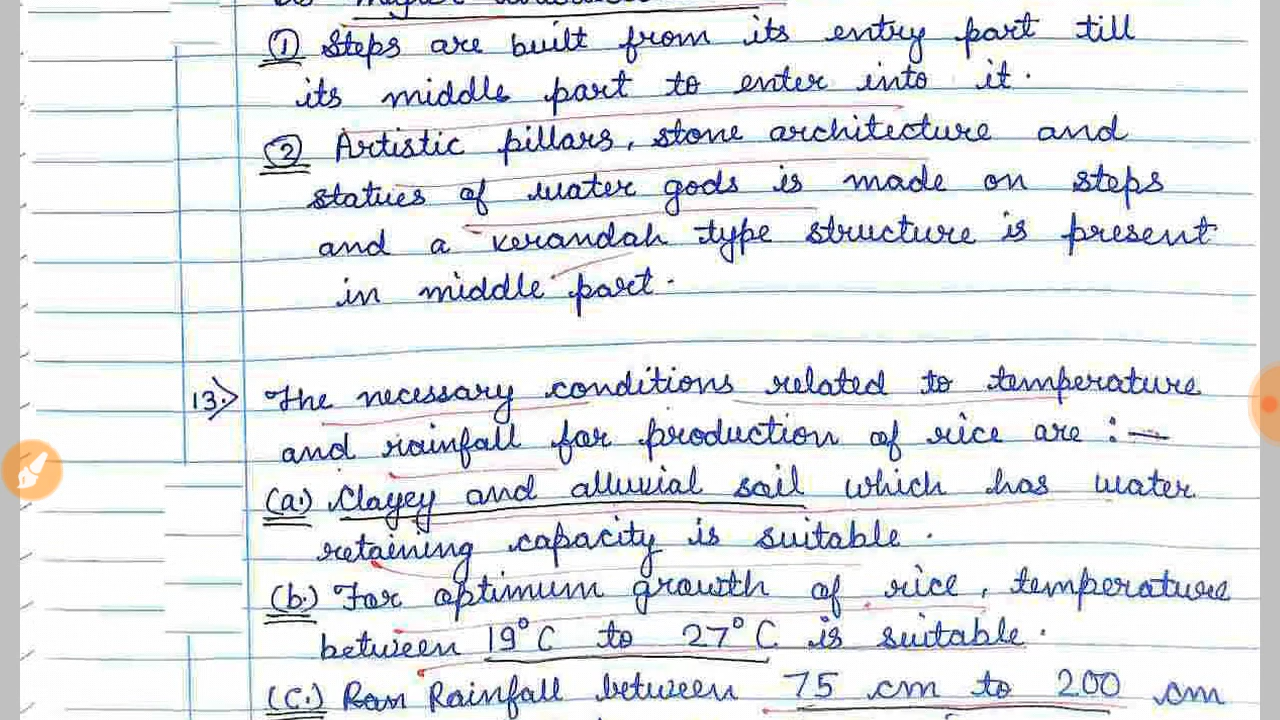 ① Steps are built from its entry part till
its middle part to enter into it.
② Artistic pillars, stone architecture and
statues of water gods is made on steps
and a verandah type structure is present
in middle part.
13.> The necessary conditions related to temperature
and rainfall for production of rice are :—
(a.) Clayey and alluvial soil which has water
retaining capacity is suitable.
(b.) For optimum growth of rice, temperature
between 19°C to 27°C is suitable.
(c.) Ran Rainfall between 75 cm to 200 cm